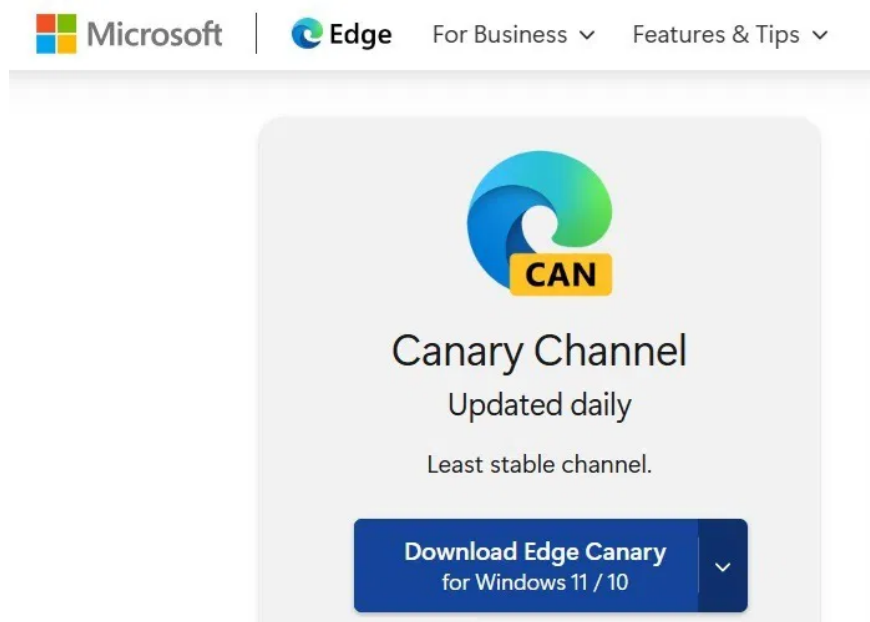 Microsoft Edge For Business Features & Tips
CAN
Canary Channel
Updated daily
Least stable channel.
Download Edge Canary
for Windows 11 / 10